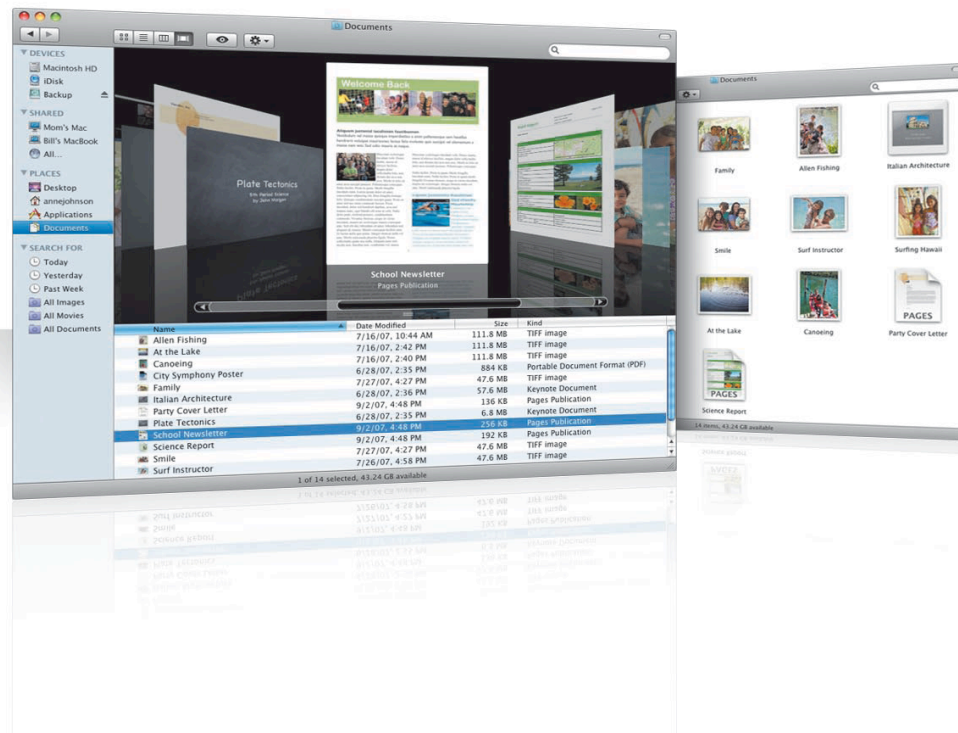 Documents
DEVICES
Macintosh HD
iDisk
Backup
SHARED
Mom's Mac
Bill's MacBook
All...
PLACES
Desktop
annejohnson
Applications
Documents
SEARCH FOR
Today
Yesterday
Past Week
All Images
All Movies
All Documents
Plate Tectonics
by John Morgan
Welcome Back
School Newsletter
Pages Publication
Name Date Modified Size Kind
Allen Fishing 7/16/07, 10:44 AM 111.8 MB TIFF image
At the Lake 7/16/07, 2:42 PM 111.8 MB TIFF image
Canoeing 7/16/07, 2:40 PM 111.8 MB TIFF image
City Symphony Poster 6/28/07, 2:35 PM 884 KB Portable Document Format (PDF)
Family 7/27/07, 4:27 PM 47.6 MB TIFF image
Italian Architecture 6/28/07, 2:36 PM 57.6 MB Keynote Document
Party Cover Letter 9/2/07, 4:48 PM 136 KB Pages Publication
Plate Tectonics 6/28/07, 2:35 PM 6.8 MB Keynote Document
School Newsletter 9/2/07, 4:48 PM 256 KB Pages Publication
Science Report 9/2/07, 4:48 PM 192 KB Pages Publication
Smile 7/27/07, 4:27 PM 47.6 MB TIFF image
Surf Instructor 7/26/07, 4:58 PM 47.6 MB TIFF image
1 of 14 selected, 43.24 GB available
Documents
Family
Allen Fishing
Italian Architecture
Smile
Surf Instructor
Surfing Hawaii
At the Lake
Canoeing
PAGES
Party Cover Letter
PAGES
Science Report
14 items, 43.24 GB available